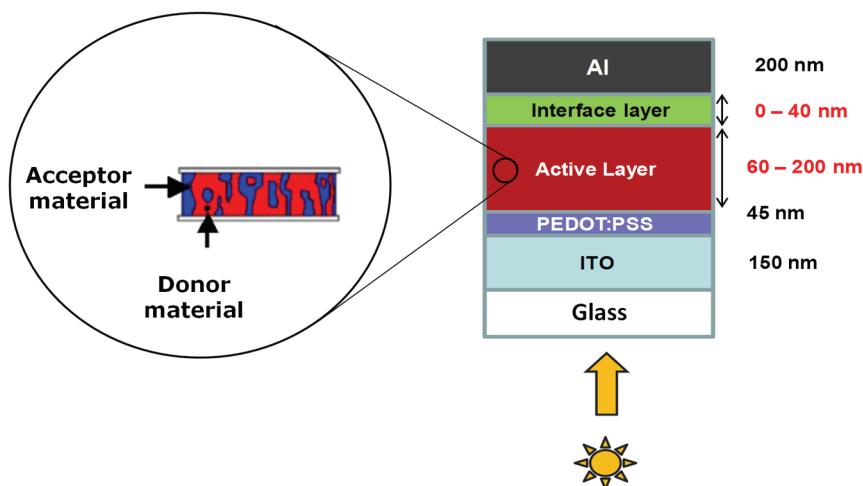 Acceptor
material
Donor
material
Al
200 nm
Interface layer
0 – 40 nm
Active Layer
60 – 200 nm
PEDOT:PSS
45 nm
ITO
150 nm
Glass